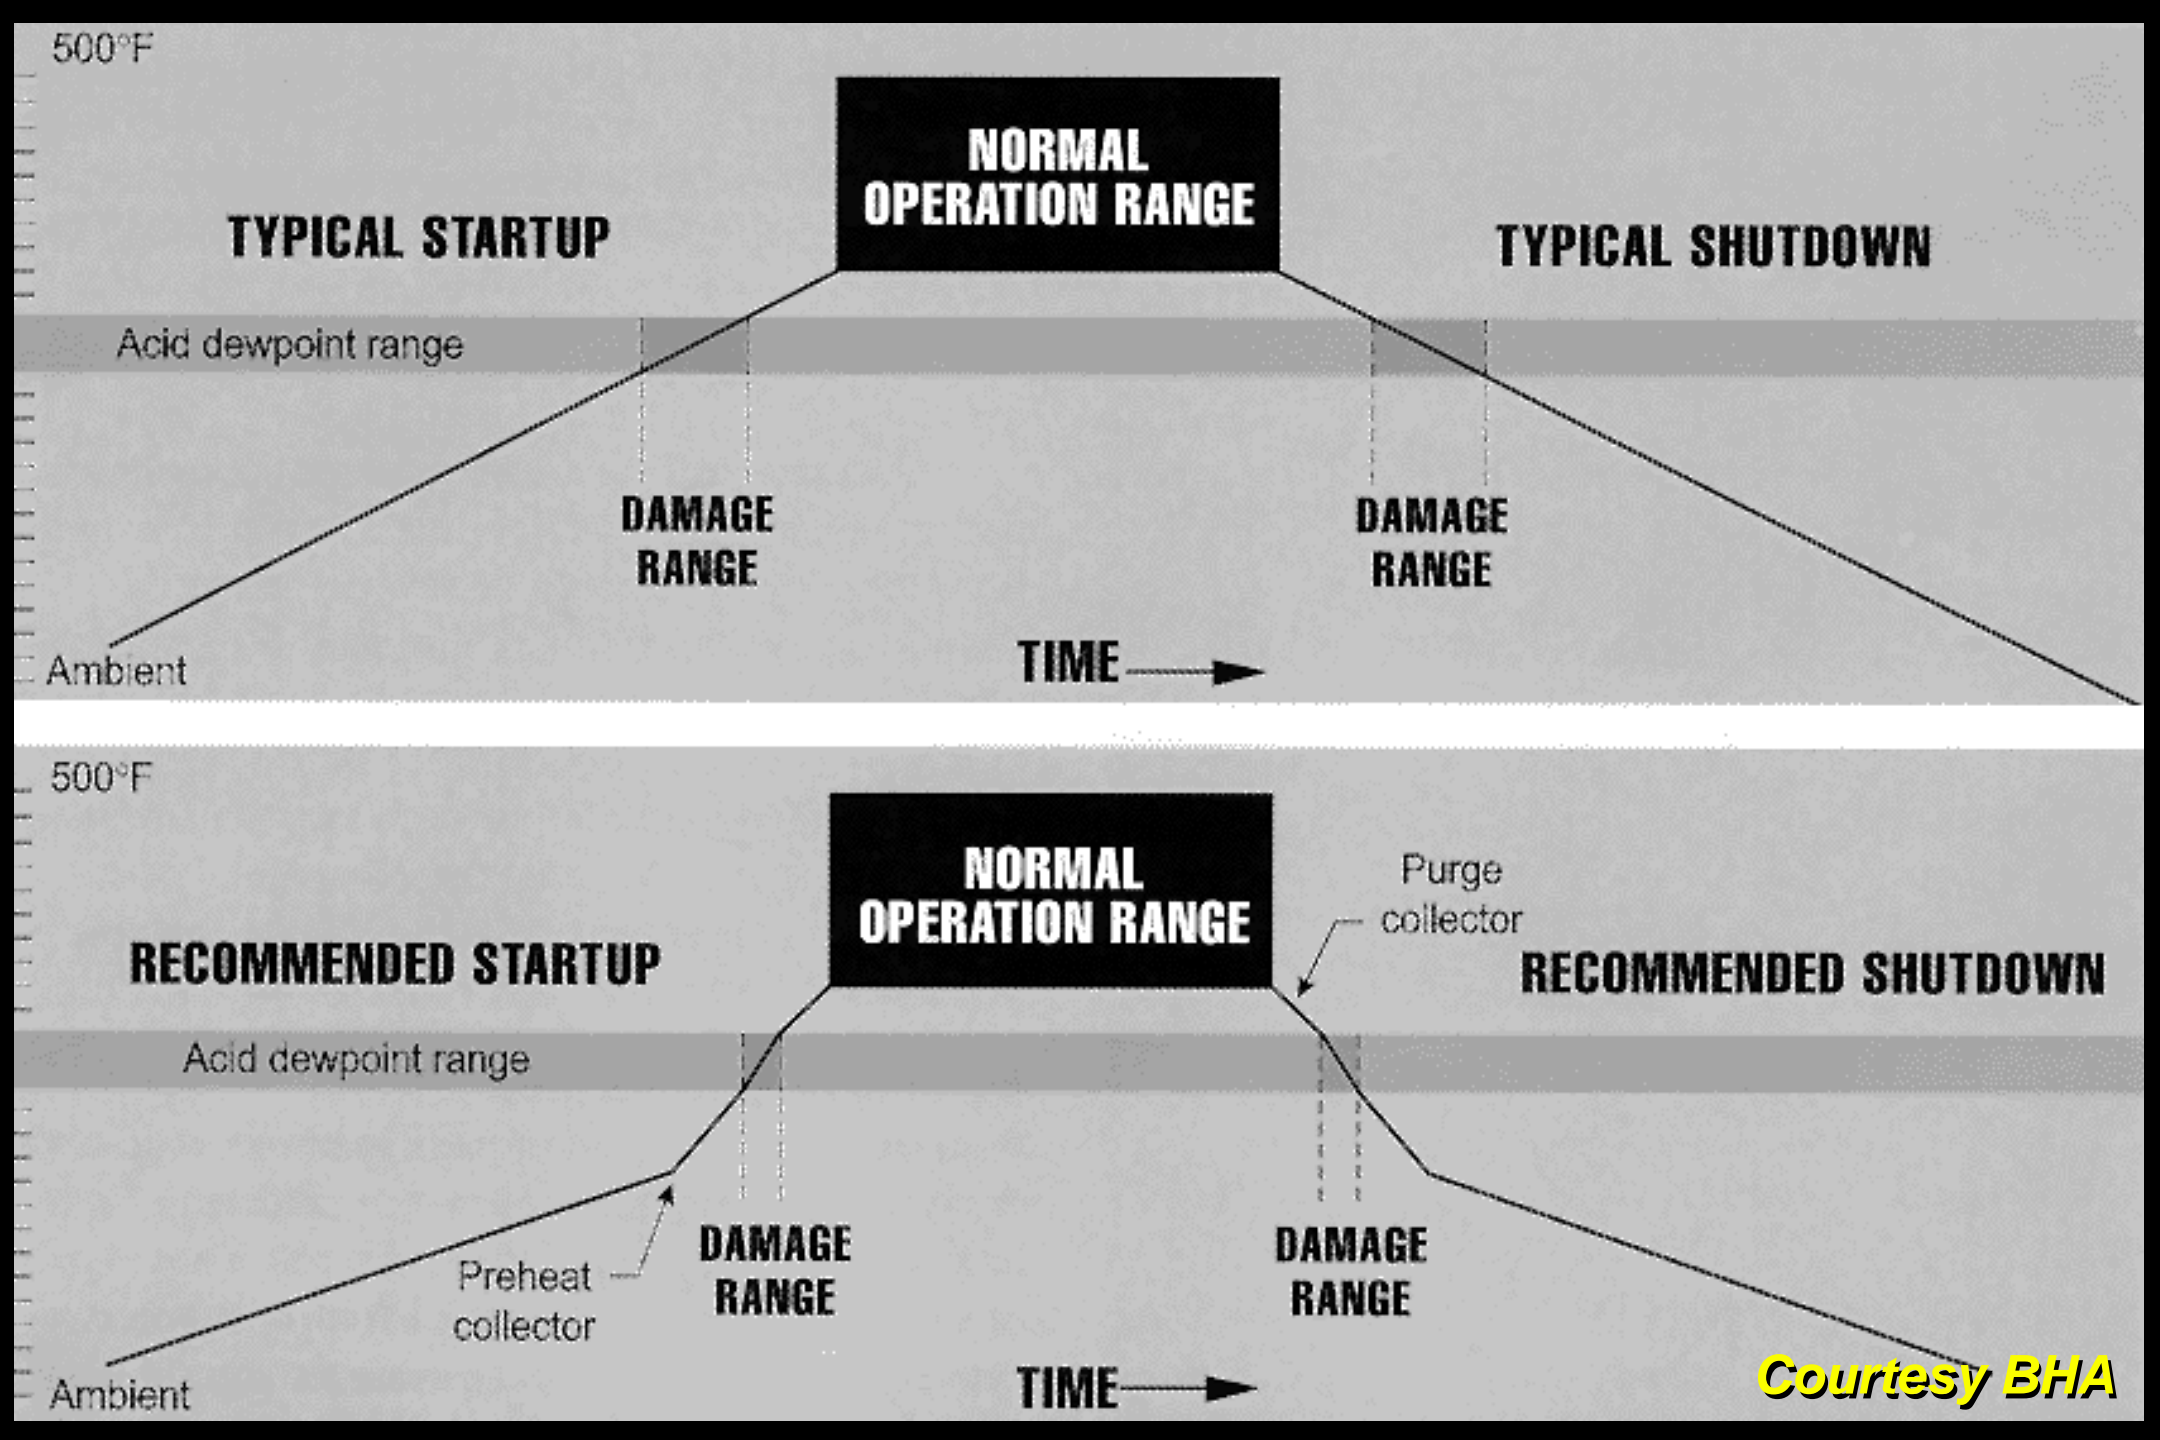 500°F
NORMAL
OPERATION RANGE
TYPICAL STARTUP
TYPICAL SHUTDOWN
Acid dewpoint range
DAMAGE
RANGE
DAMAGE
RANGE
TIME
Ambient
500°F
NORMAL
OPERATION RANGE
Purge
collector
RECOMMENDED STARTUP
RECOMMENDED SHUTDOWN
Acid dewpoint range
DAMAGE
RANGE
DAMAGE
RANGE
Preheat
collector
TIME
Ambient
Courtesy BHA